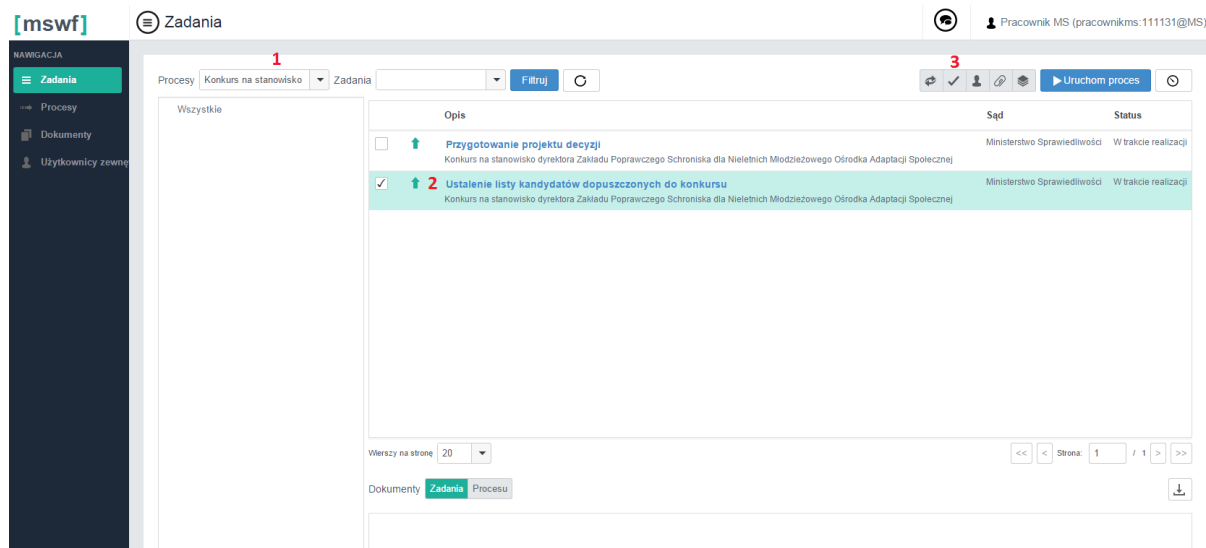 [mswf]
Zadania
Pracownik MS (pracownikms:111131@MS)
NAWIGACJA
Zadania
Procesy
Dokumenty
Użytkownicy zewnę
1
3
Procesy Konkurs na stanowisko Zadania Filtruj Uruchom proces
Wszystkie
Opis Sąd Status
Przygotowanie projektu decyzji Ministerstwo Sprawiedliwości W trakcie realizacji
Konkurs na stanowisko dyrektora Zakładu Poprawczego Schroniska dla Nieletnich Młodzieżowego Ośrodka Adaptacji Społecznej
2 Ustalenie listy kandydatów dopuszczonych do konkursu Ministerstwo Sprawiedliwości W trakcie realizacji
Konkurs na stanowisko dyrektora Zakładu Poprawczego Schroniska dla Nieletnich Młodzieżowego Ośrodka Adaptacji Społecznej
Wierszy na stronę 20 << < Strona: 1 / 1 > >>
Dokumenty Zadania Procesu